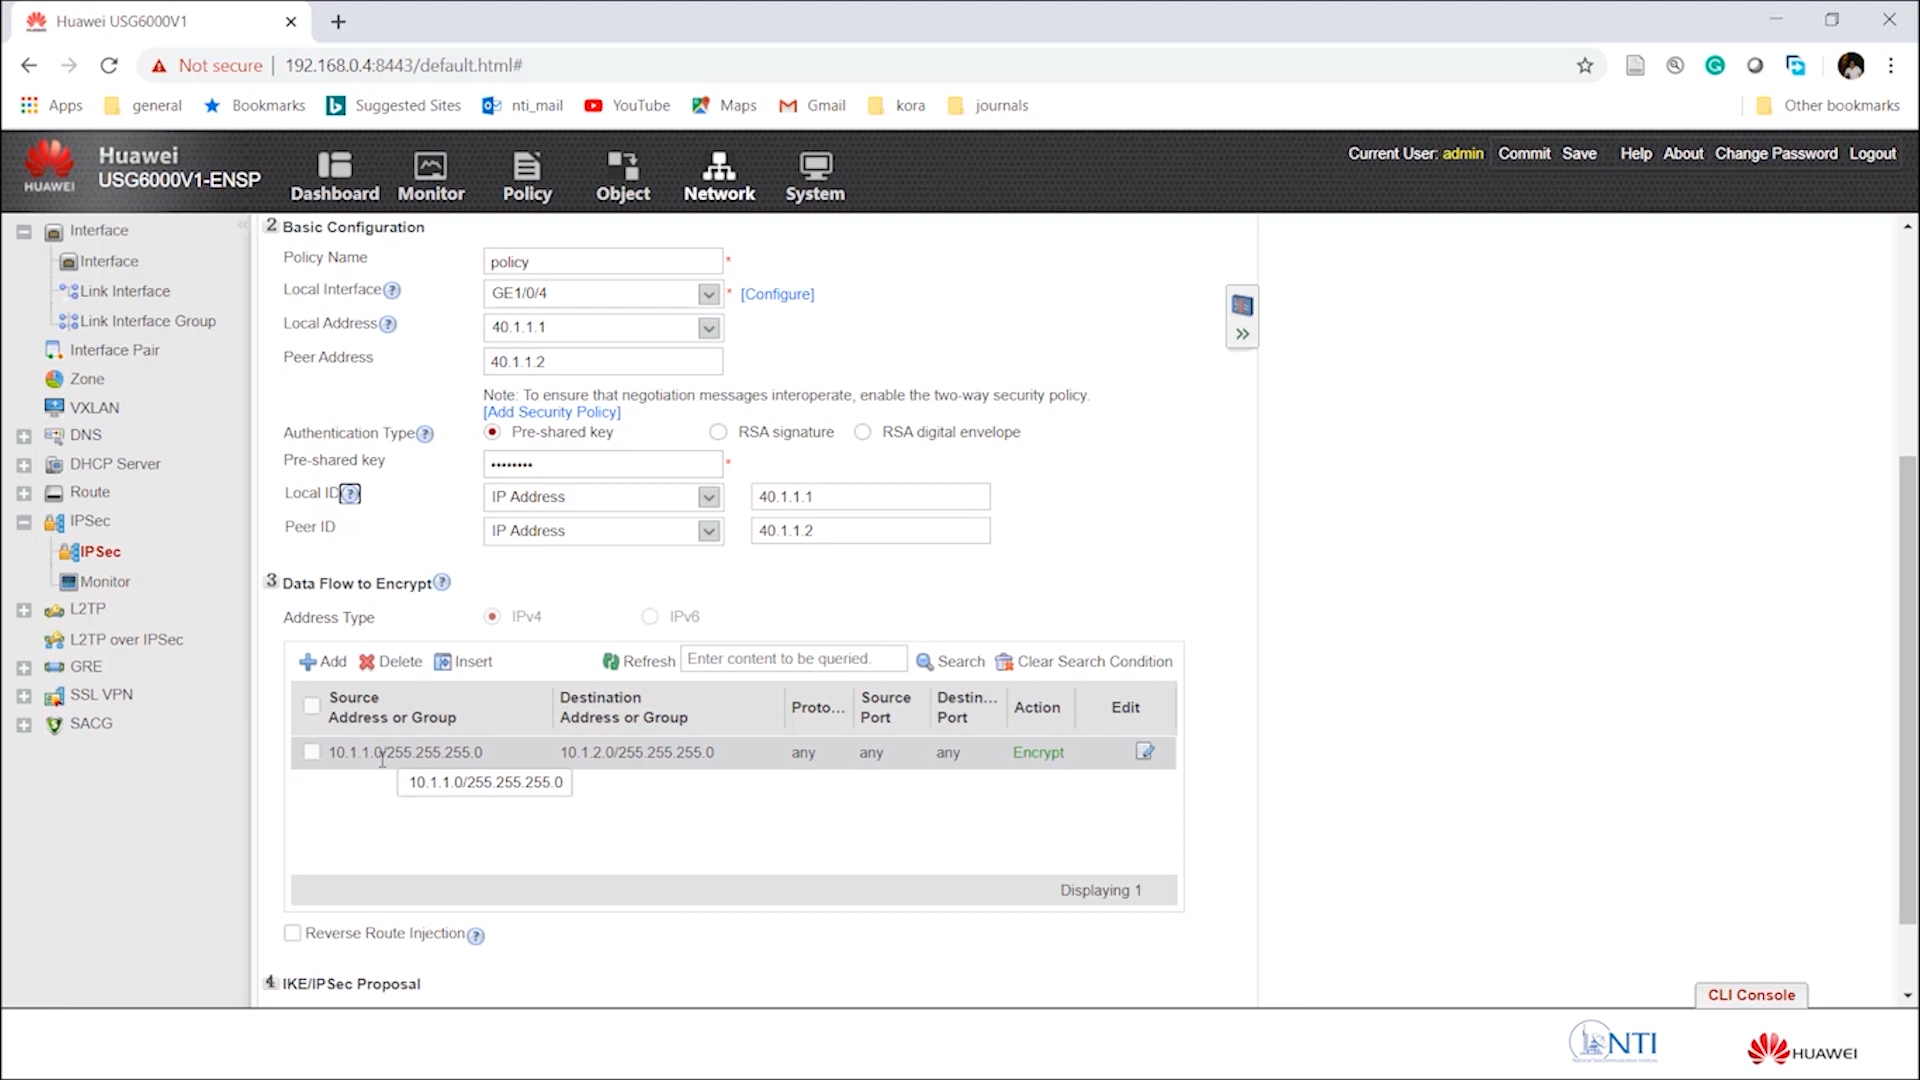 Huawei USG6000V1
Not secure | 192.168.0.4:8443/default.html#
Apps general Bookmarks Suggested Sites nti_mail YouTube Maps Gmail kora journals Other bookmarks
HUAWEI
Huawei
USG6000V1-ENSP
Dashboard Monitor Policy Object Network System
Current User: admin Commit Save Help About Change Password Logout
Interface
Interface
Link Interface
Link Interface Group
Interface Pair
Zone
VXLAN
DNS
DHCP Server
Route
IPSec
IPSec
Monitor
L2TP
L2TP over IPSec
GRE
SSL VPN
SACG
2 Basic Configuration
Policy Name policy *
Local Interface GE1/0/4 * [Configure]
Local Address 40.1.1.1
Peer Address 40.1.1.2
Note: To ensure that negotiation messages interoperate, enable the two-way security policy.
[Add Security Policy]
Authentication Type Pre-shared key RSA signature RSA digital envelope
Pre-shared key •••••••• *
Local ID IP Address 40.1.1.1
Peer ID IP Address 40.1.1.2
3 Data Flow to Encrypt
Address Type IPv4 IPv6
Add Delete Insert Refresh Enter content to be queried. Search Clear Search Condition
Source Address or Group Destination Address or Group Proto... Source Port Destin... Port Action Edit
10.1.1.0/255.255.255.0 10.1.2.0/255.255.255.0 any any any Encrypt
10.1.1.0/255.255.255.0
Displaying 1
Reverse Route Injection
4 IKE/IPSec Proposal
CLI Console
NTI
HUAWEI